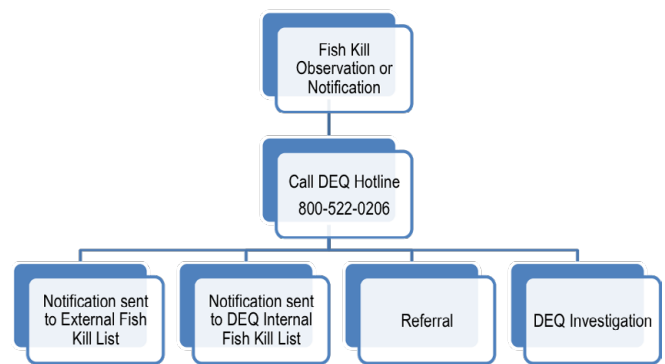 Fish Kill
Observation or
Notification
Call DEQ Hotline
800-522-0206
Notification sent
to External Fish
Kill List
Notification sent
to DEQ Internal
Fish Kill List
Referral
DEQ Investigation